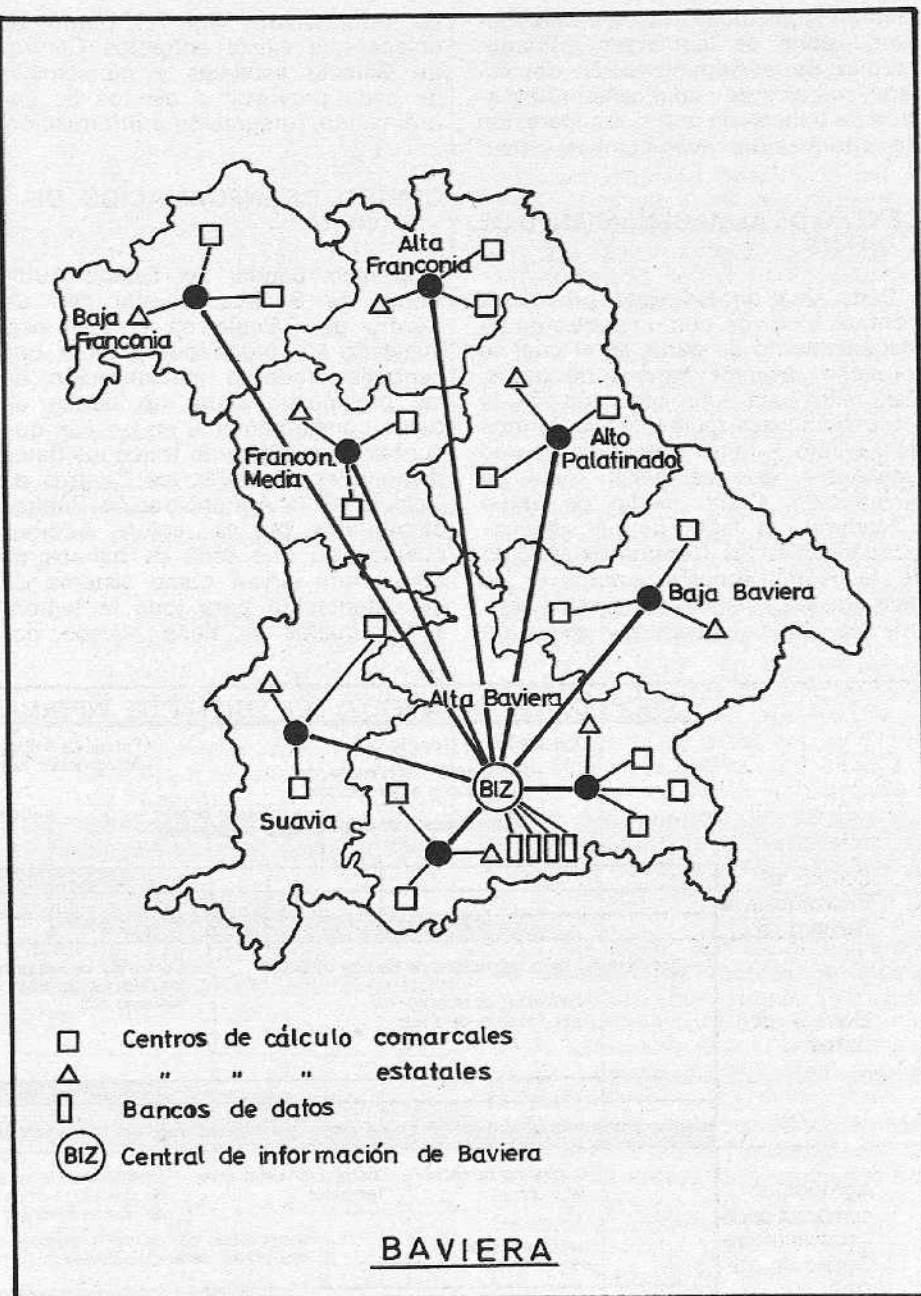 Alta
Franconia
Baja
Franconia
Francon.
Media
Alto
Palatinado
Baja Baviera
Alta Baviera
BIZ
Suavia
Centros de cálculo comarcales
" " " estatales
Bancos de datos
BIZ Central de información de Baviera
BAVIERA